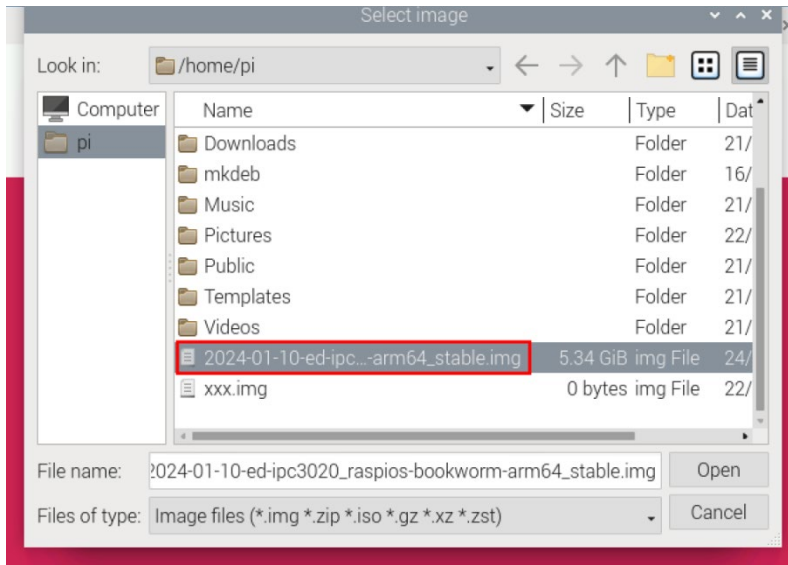 Select image
Look in: /home/pi
Computer
pi
Name Size Type Dat
Downloads Folder 21/
mkdeb Folder 16/
Music Folder 21/
Pictures Folder 22/
Public Folder 21/
Templates Folder 21/
Videos Folder 21/
2024-01-10-ed-ipc...-arm64_stable.img 5.34 GiB img File 24/
xxx.img 0 bytes img File 22/
File name: 2024-01-10-ed-ipc3020_raspios-bookworm-arm64_stable.img Open
Files of type: Image files (*.img *.zip *.iso *.gz *.xz *.zst) Cancel